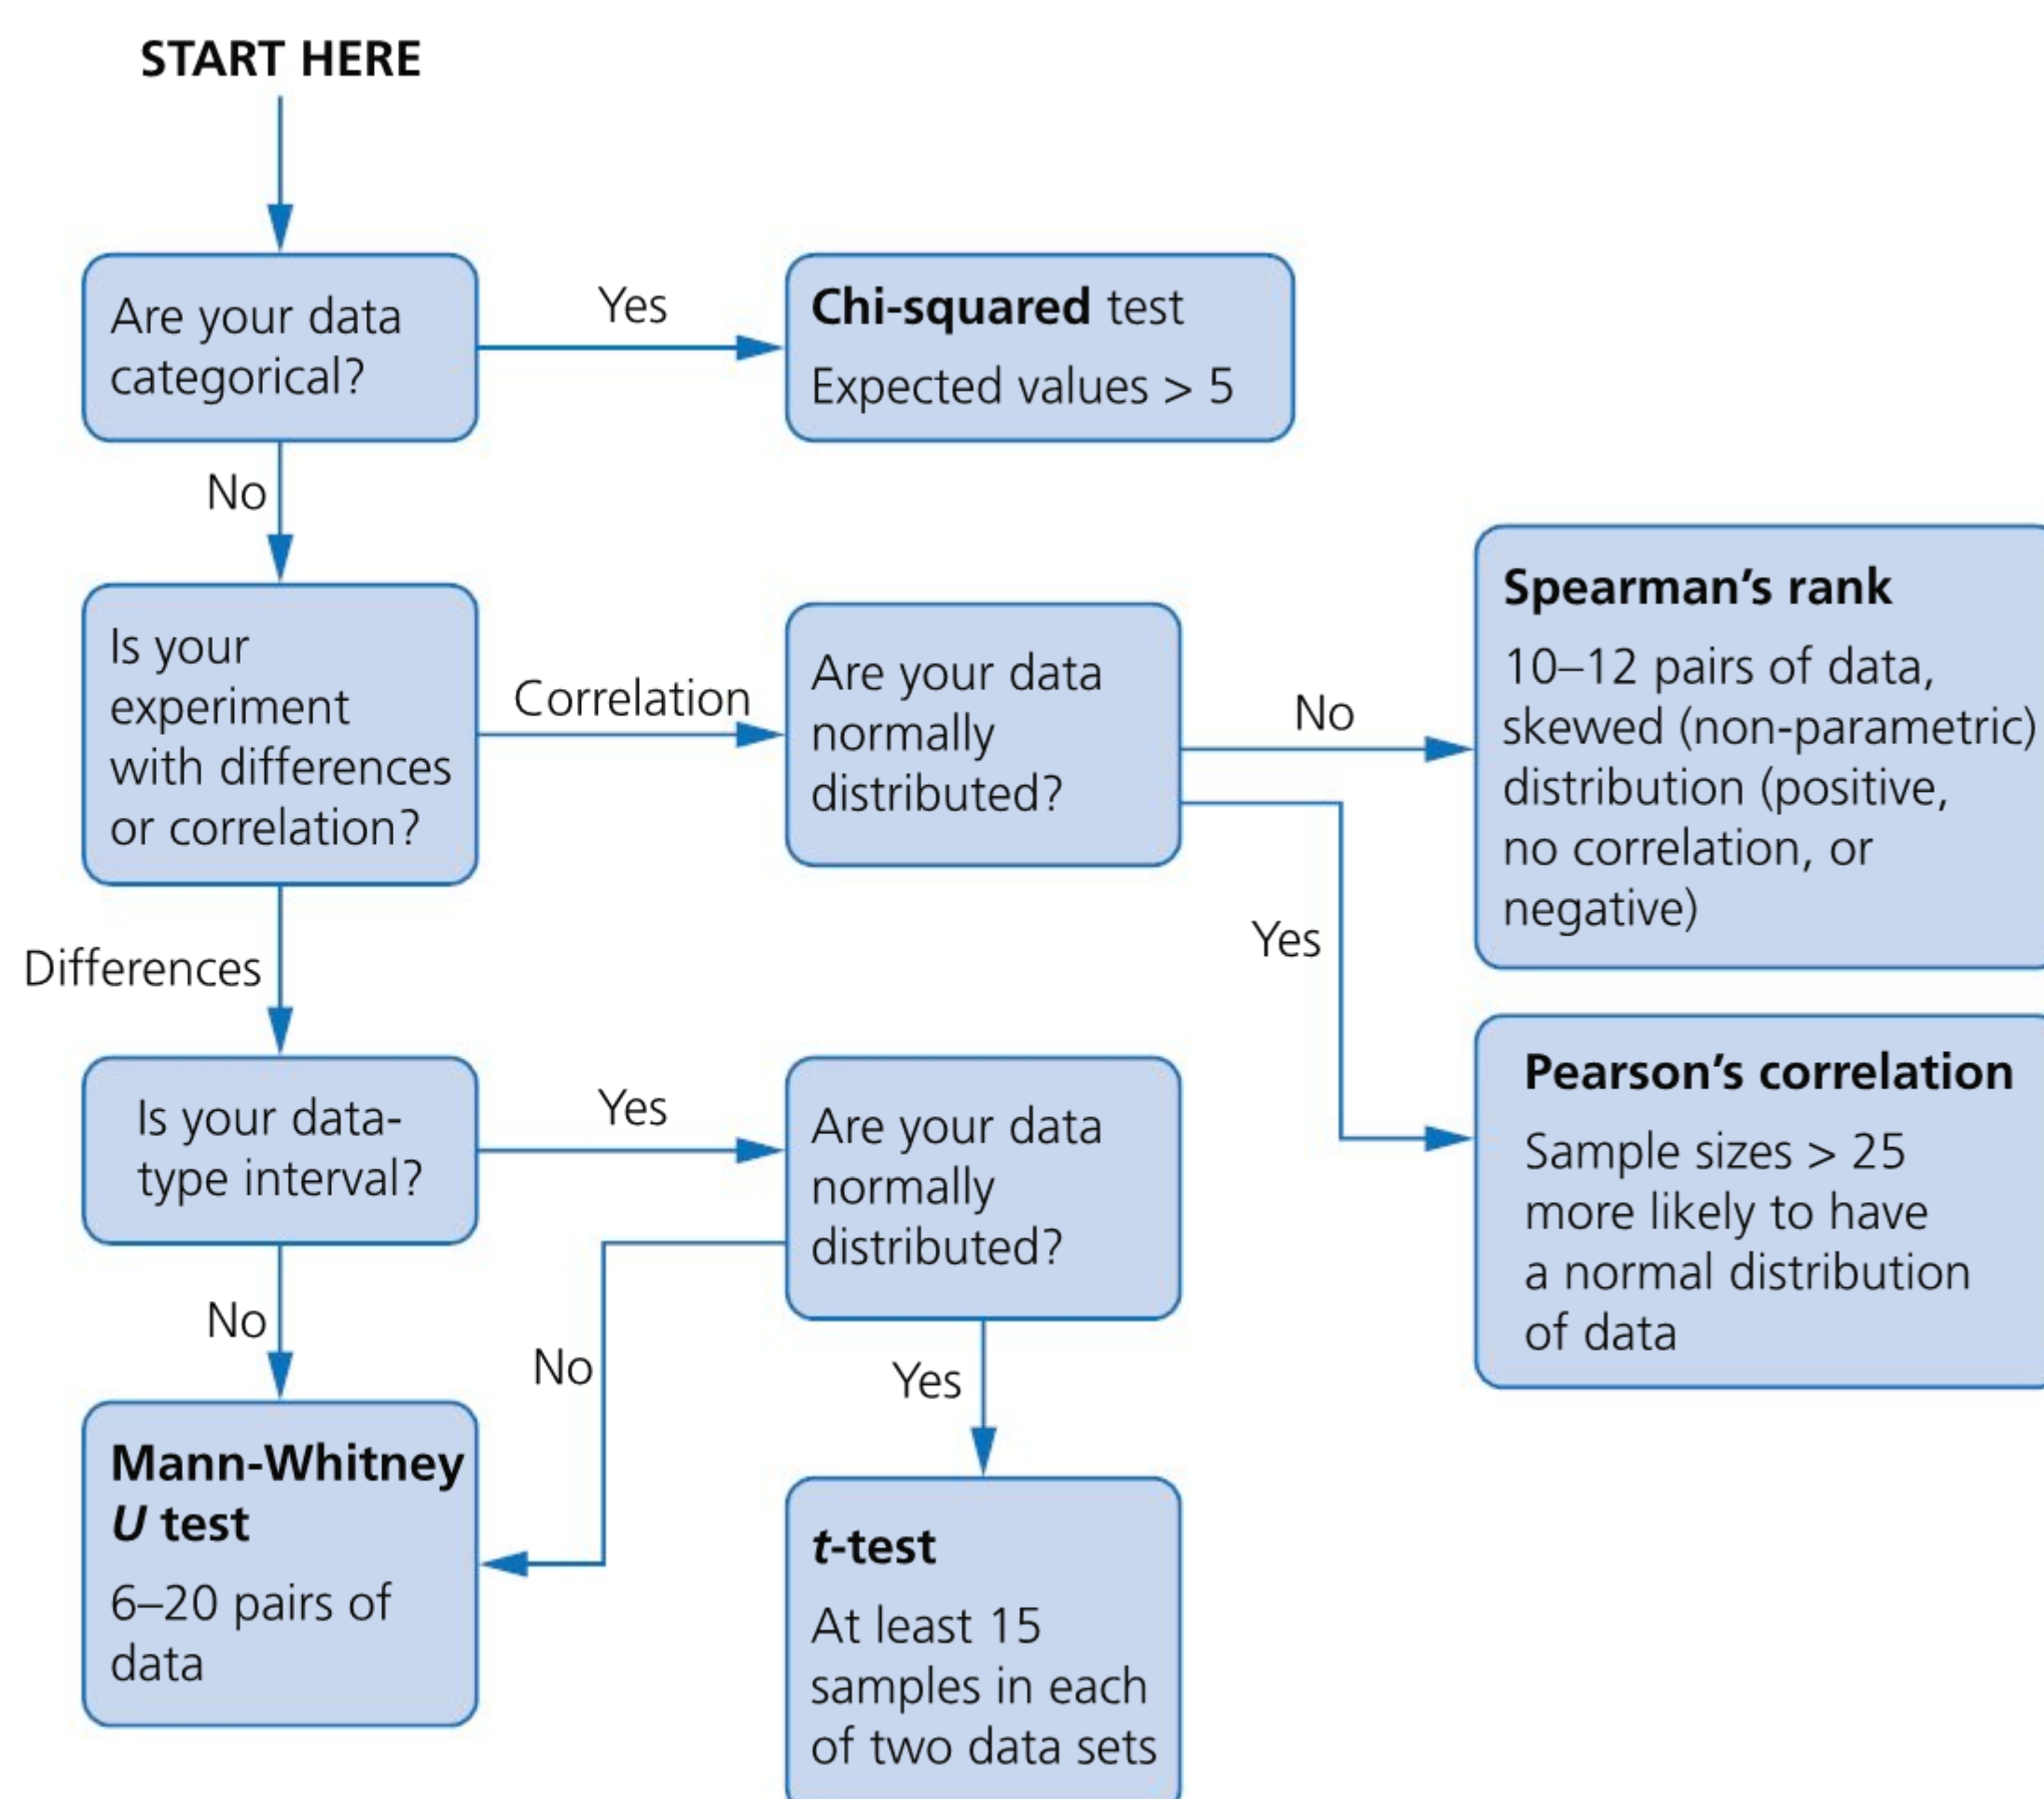 START HERE
Are your data
categorical?
Yes
Chi-squared test
Expected values > 5
No
Is your
experiment
with differences
or correlation?
Correlation
Are your data
normally
distributed?
No
Spearman’s rank
10–12 pairs of data,
skewed (non-parametric)
distribution (positive,
no correlation, or
negative)
Yes
Pearson’s correlation
Sample sizes > 25
more likely to have
a normal distribution
of data
Differences
Is your data-
type interval?
Yes
Are your data
normally
distributed?
No
No
Yes
Mann-Whitney
U test
6–20 pairs of
data
t-test
At least 15
samples in each
of two data sets